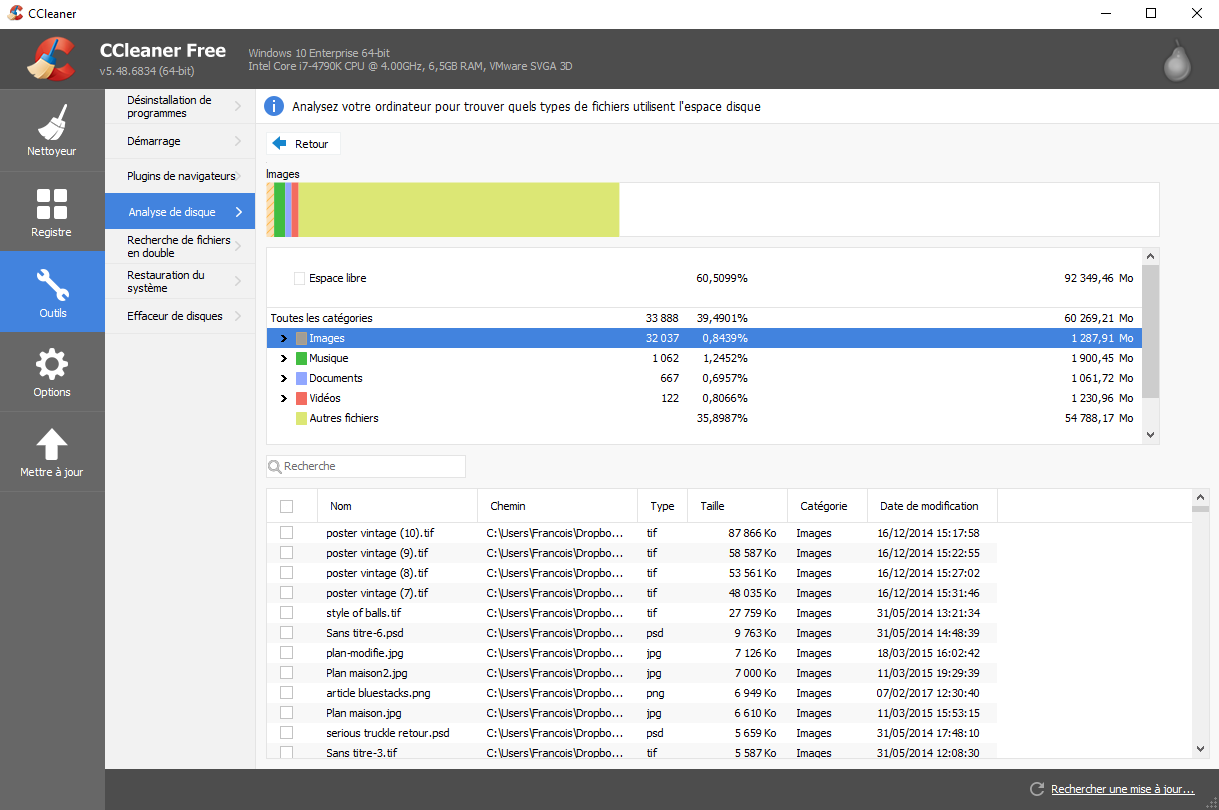 CCleaner
CCleaner Free
v5.48.6834 (64-bit)
Windows 10 Enterprise 64-bit
Intel Core i7-4790K CPU @ 4.00GHz, 6,5GB RAM, VMware SVGA 3D
Nettoyeur
Registre
Outils
Options
Mettre à jour
Désinstallation de
programmes
Démarrage
Plugins de navigateurs
Analyse de disque
Recherche de fichiers
en double
Restauration du
système
Effaceur de disques
Analysez votre ordinateur pour trouver quels types de fichiers utilisent l'espace disque
Retour
Images
Espace libre 60,5099% 92 349,46 Mo
Toutes les catégories 33 888 39,4901% 60 269,21 Mo
Images 32 037 0,8439% 1 287,91 Mo
Musique 1 062 1,2452% 1 900,45 Mo
Documents 667 0,6957% 1 061,72 Mo
Vidéos 122 0,8066% 1 230,96 Mo
Autres fichiers 35,8987% 54 788,17 Mo
Recherche
Nom Chemin Type Taille Catégorie Date de modification
poster vintage (10).tif C:\Users\Francois\Dropbo... tif 87 866 Ko Images 16/12/2014 15:17:58
poster vintage (9).tif C:\Users\Francois\Dropbo... tif 58 587 Ko Images 16/12/2014 15:22:55
poster vintage (8).tif C:\Users\Francois\Dropbo... tif 53 561 Ko Images 16/12/2014 15:27:02
poster vintage (7).tif C:\Users\Francois\Dropbo... tif 48 035 Ko Images 16/12/2014 15:31:46
style of balls.tif C:\Users\Francois\Dropbo... tif 27 759 Ko Images 31/05/2014 13:21:34
Sans titre-6.psd C:\Users\Francois\Dropbo... psd 9 763 Ko Images 31/05/2014 14:48:39
plan-modifie.jpg C:\Users\Francois\Dropbo... jpg 7 126 Ko Images 18/03/2015 16:02:42
Plan maison2.jpg C:\Users\Francois\Dropbo... jpg 7 000 Ko Images 11/03/2015 19:29:39
article bluestacks.png C:\Users\Francois\Dropbo... png 6 949 Ko Images 07/02/2017 12:30:40
Plan maison.jpg C:\Users\Francois\Dropbo... jpg 6 610 Ko Images 11/03/2015 15:53:15
serious truckle retour.psd C:\Users\Francois\Dropbo... psd 5 659 Ko Images 31/05/2014 17:48:10
Sans titre-3.tif C:\Users\Francois\Dropbo... tif 5 587 Ko Images 31/05/2014 12:08:30
Rechercher une mise à jour...